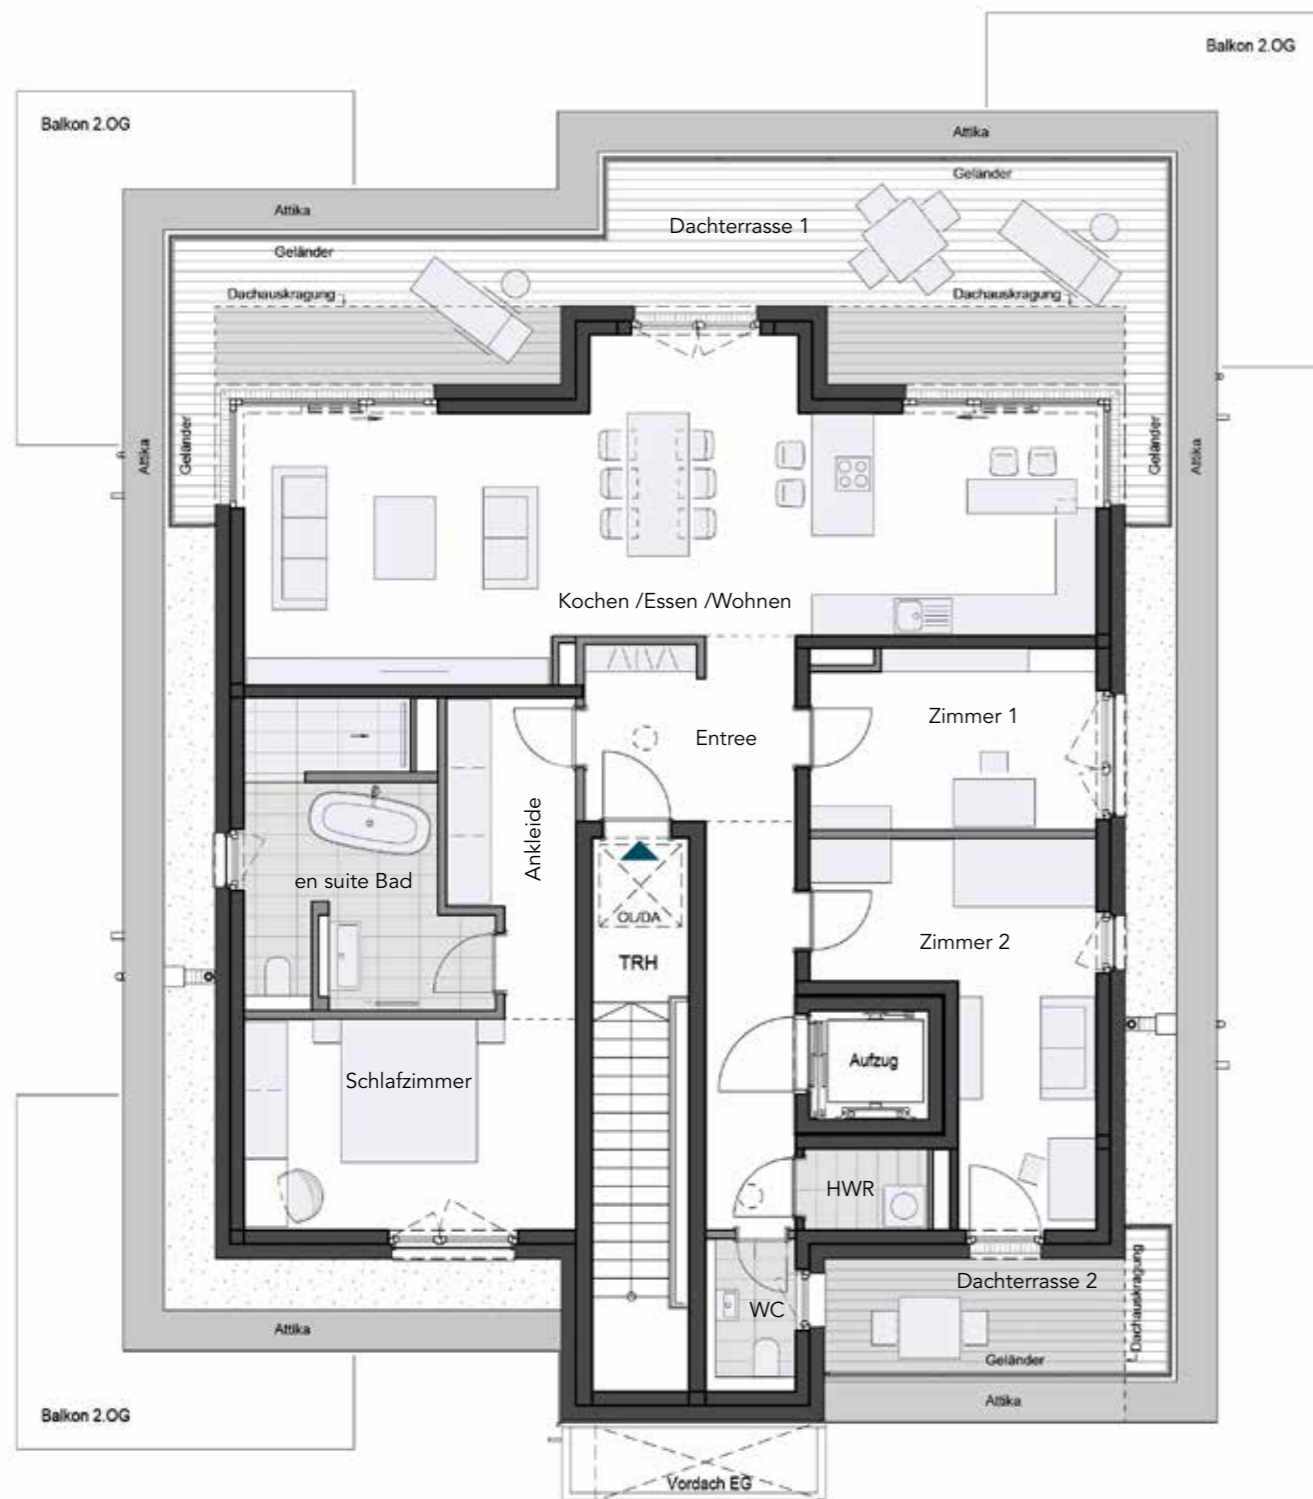 Balkon 2.OG
Balkon 2.OG
Attika
Attika
Geländer
Dachterrasse 1
Geländer
Dachauskragung
Dachauskragung
Attika
Geländer
Geländer
Attika
Kochen /Essen /Wohnen
Entree
Zimmer 1
Ankleide
en suite Bad
OL/DA
TRH
Zimmer 2
Aufzug
Schlafzimmer
HWR
WC
Dachterrasse 2
Dachauskragung
Attika
Geländer
Attika
Balkon 2.OG
Vordach EG